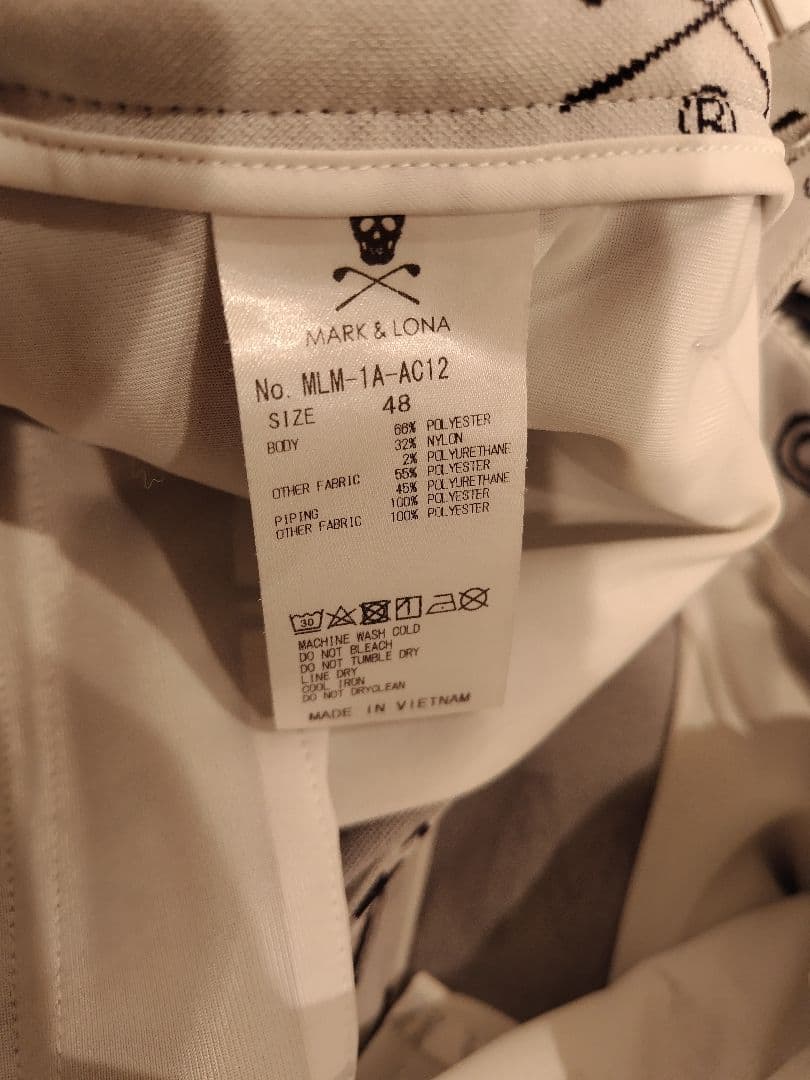 ®
MARK & LONA
No. MLM-1A-AC12
SIZE 48
BODY 66% POLYESTER
32% NYLON
2% POLYURETHANE
OTHER FABRIC 55% POLYESTER
45% POLYURETHANE
PIPING 100% POLYESTER
OTHER FABRIC 100% POLYESTER
30
MACHINE WASH COLD
DO NOT BLEACH
DO NOT TUMBLE DRY
LINE DRY
COOL IRON
DO NOT DRYCLEAN
MADE IN VIETNAM